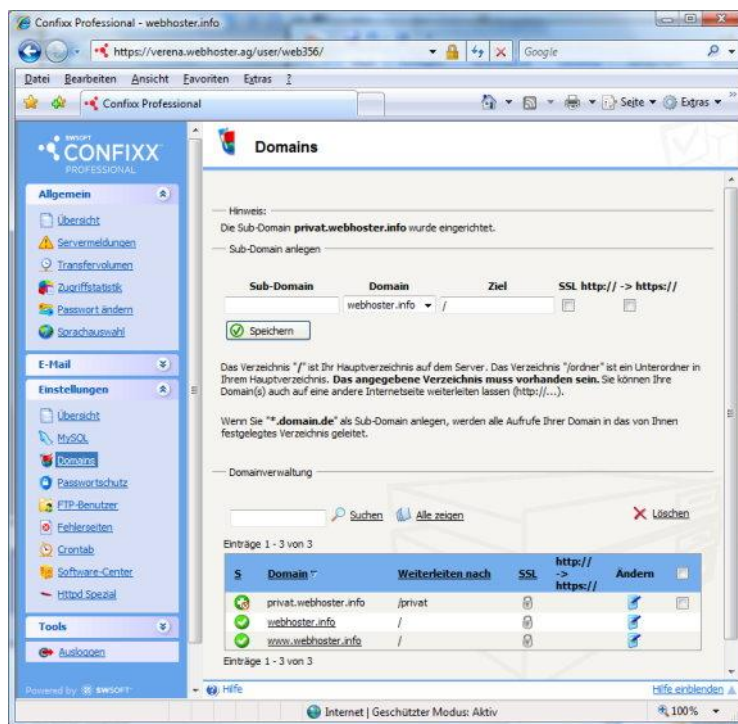 Confixx Professional - webhoster.info
https://verena.webhoster.ag/user/web356/
Google
Datei Bearbeiten Ansicht Favoriten Extras ?
Confixx Professional
Seite Extras
SWSOFT
CONFIXX
PROFESSIONAL
Allgemein
Übersicht
Servermeldungen
Transfervolumen
Zugriffstatistik
Passwort ändern
Sprachauswahl
E-Mail
Einstellungen
Übersicht
MySQL
Domains
Passwortschutz
FTP-Benutzer
Fehlerseiten
Crontab
Software-Center
Httpd Spezial
Tools
Ausloggen
Powered by SWSOFT
Domains
Hinweis:
Die Sub-Domain privat.webhoster.info wurde eingerichtet.
Sub-Domain anlegen
Sub-Domain Domain Ziel SSL http:// -> https://
webhoster.info /
Speichern
Das Verzeichnis "/" ist Ihr Hauptverzeichnis auf dem Server. Das Verzeichnis "/ordner" ist ein Unterordner in
Ihrem Hauptverzeichnis. Das angegebene Verzeichnis muss vorhanden sein. Sie können Ihre
Domain(s) auch auf eine andere Internetseite weiterleiten lassen (http://...).
Wenn Sie "*.domain.de" als Sub-Domain anlegen, werden alle Aufrufe Ihrer Domain in das von Ihnen
festgelegtes Verzeichnis geleitet.
Domainverwaltung
Suchen Alle zeigen Löschen
Einträge 1 - 3 von 3
S Domain Weiterleiten nach SSL http:// -> https:// Ändern
privat.webhoster.info /privat
webhoster.info /
www.webhoster.info /
Einträge 1 - 3 von 3
Hilfe Hilfe einblenden
Internet | Geschützter Modus: Aktiv 100%